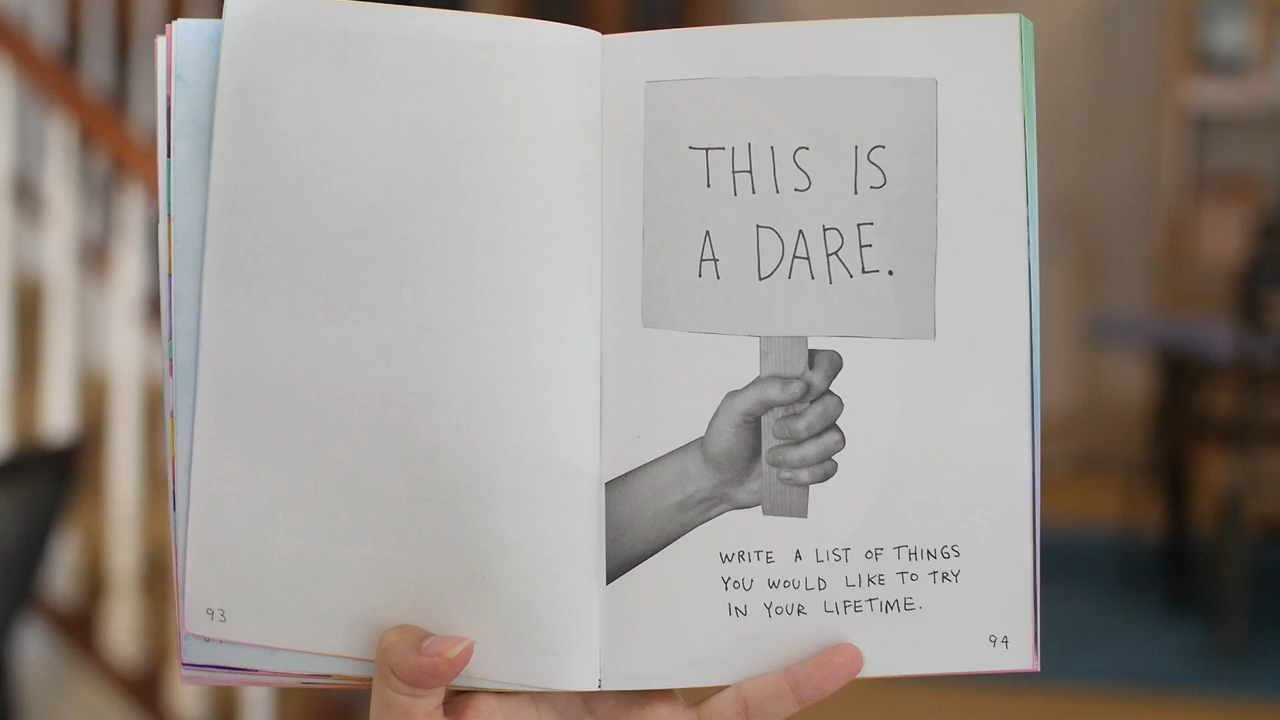 THIS IS
A DARE.
WRITE A LIST OF THINGS
YOU WOULD LIKE TO TRY
IN YOUR LIFETIME.
93
94